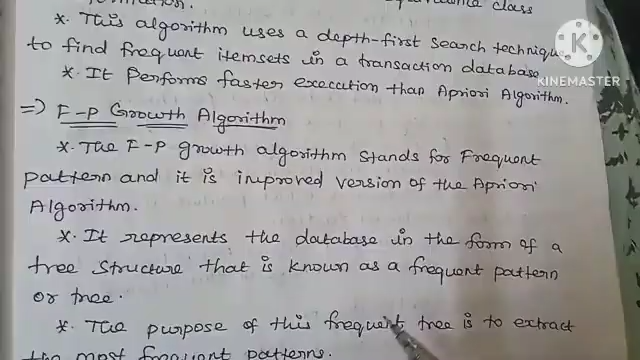 class
*. This algorithm uses a depth-first search technique
to find frequent itemsets in a transaction database
*. It performs faster execution than Apriori Algorithm.
=> F-P Growth Algorithm
*. The F-P growth algorithm stands for Frequent
pattern and it is improved version of the Apriori
Algorithm.
*. It represents the database in the form of a
tree structure that is known as a frequent pattern
or tree.
*. The purpose of this frequent tree is to extract
the most frequent patterns.
K
KINEMASTER